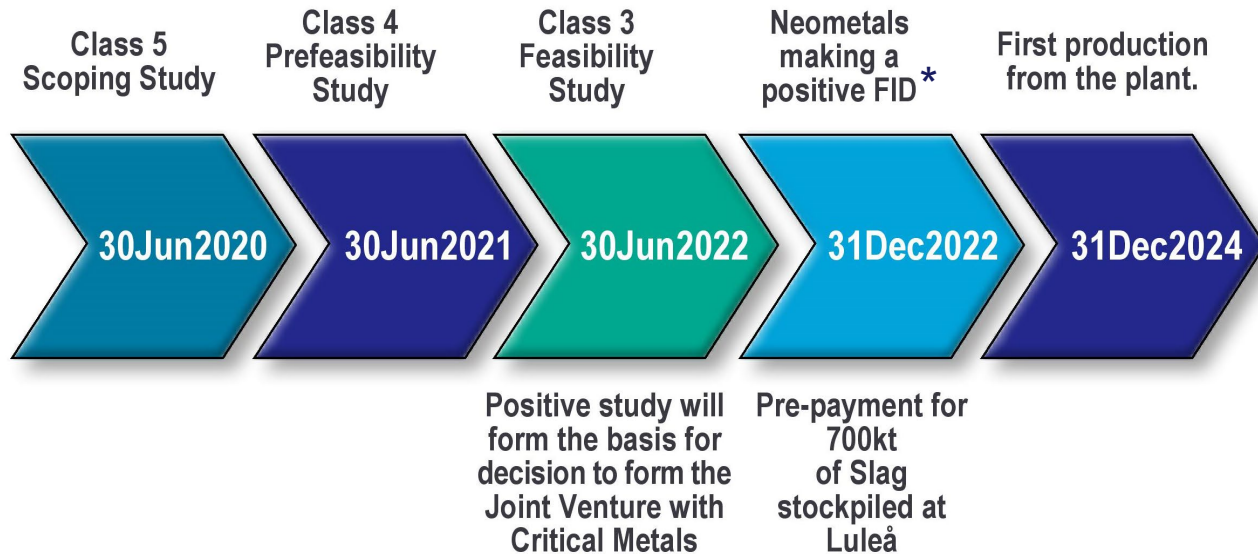 Class 5
Scoping Study
Class 4
Prefeasibility
Study
Class 3
Feasibility
Study
Neometals
making a
positive FID*
First production
from the plant.
30Jun2020
30Jun2021
30Jun2022
31Dec2022
31Dec2024
Positive study will
form the basis for
decision to form the
Joint Venture with
Critical Metals
Pre-payment for
700kt
of Slag
stockpiled at
Luleå